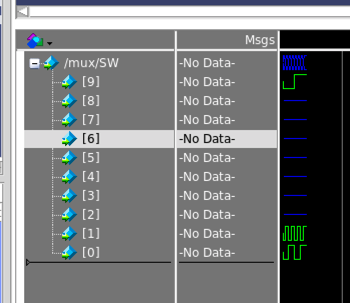 Msgs
/mux/SW -No Data-
[9] -No Data-
[8] -No Data-
[7] -No Data-
[6] -No Data-
[5] -No Data-
[4] -No Data-
[3] -No Data-
[2] -No Data-
[1] -No Data-
[0] -No Data-